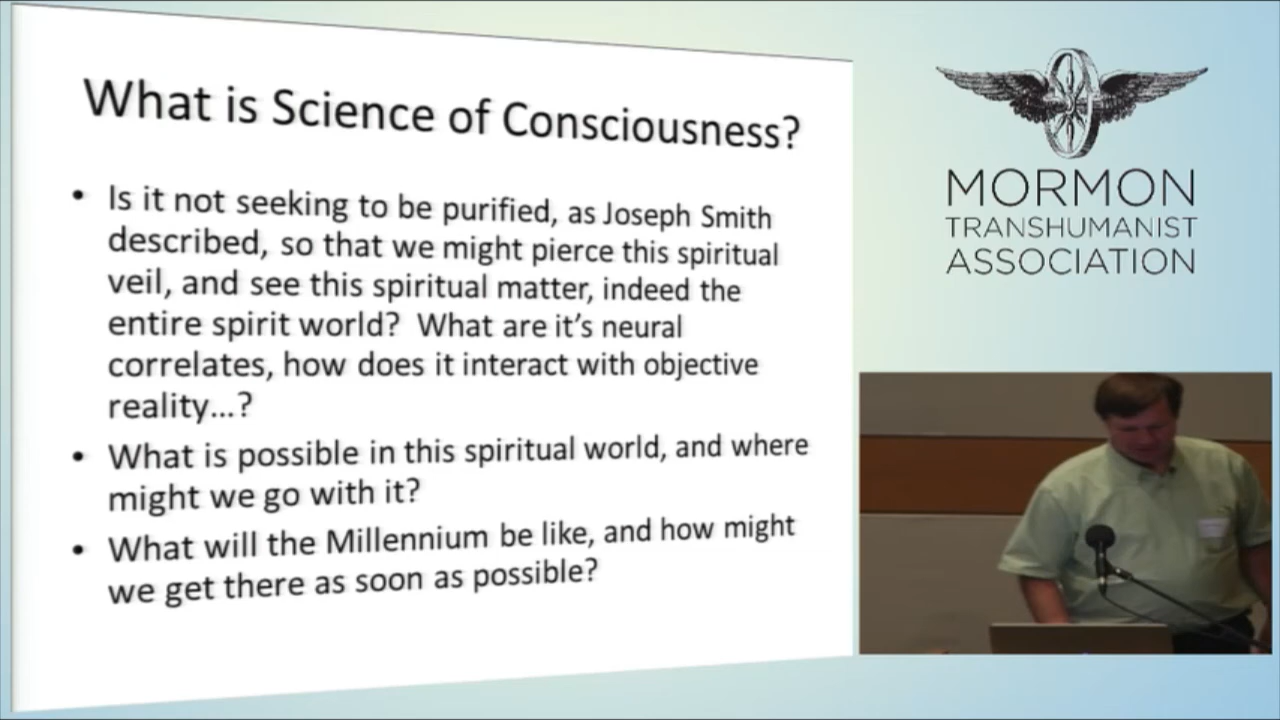 What is Science of Consciousness?
• Is it not seeking to be purified, as Joseph Smith
described, so that we might pierce this spiritual
veil, and see this spiritual matter, indeed the
entire spirit world?  What are it’s neural
correlates, how does it interact with objective
reality…?
• What is possible in this spiritual world, and where
might we go with it?
• What will the Millennium be like, and how might
we get there as soon as possible?
MORMON
TRANSHUMANIST
ASSOCIATION